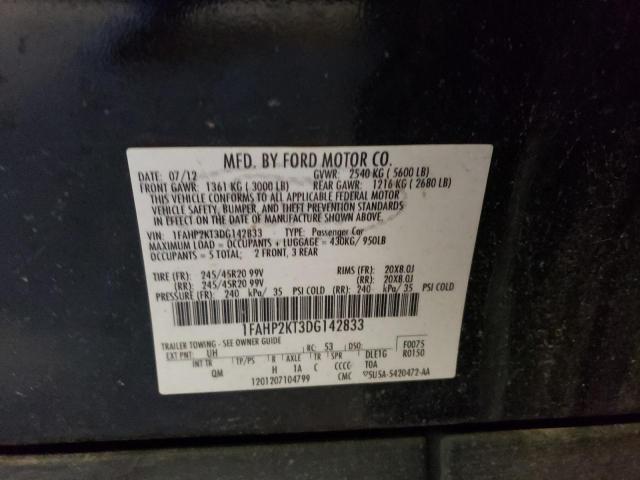 MFD. BY FORD MOTOR CO.
DATE: 07/12 GVWR: 2540 KG ( 5600 LB)
FRONT GAWR: 1361 KG ( 3000 LB) REAR GAWR: 1216 KG ( 2680 LB)
THIS VEHICLE CONFORMS TO ALL APPLICABLE FEDERAL MOTOR
VEHICLE SAFETY, BUMPER, AND THEFT PREVENTION STANDARDS
IN EFFECT ON THE DATE OF MANUFACTURE SHOWN ABOVE.
VIN: 1FAHP2KT3DG142833 TYPE: Passenger Car
MAXIMUM LOAD = OCCUPANTS + LUGGAGE = 430KG/ 950LB
OCCUPANTS = 5 TOTAL: 2 FRONT, 3 REAR
TIRE (FR): 245/45R20 99V RIMS (FR): 20X8.0J
(RR): 245/45R20 99V (RR): 20X8.0J
PRESSURE (FR): 240 kPa/ 35 PSI COLD (RR): 240 kPa/ 35 PSI COLD
1FAHP2KT3DG142833
TRAILER TOWING - SEE OWNER GUIDE F0075
EXT PNT: UH RC: 53 DSO: R0150
INT TR TP/PS R AXLE TR SPR DLE1G
QM H 1A C CCCC T0A
1201207104799 CMC 5U5A-5420472-AA